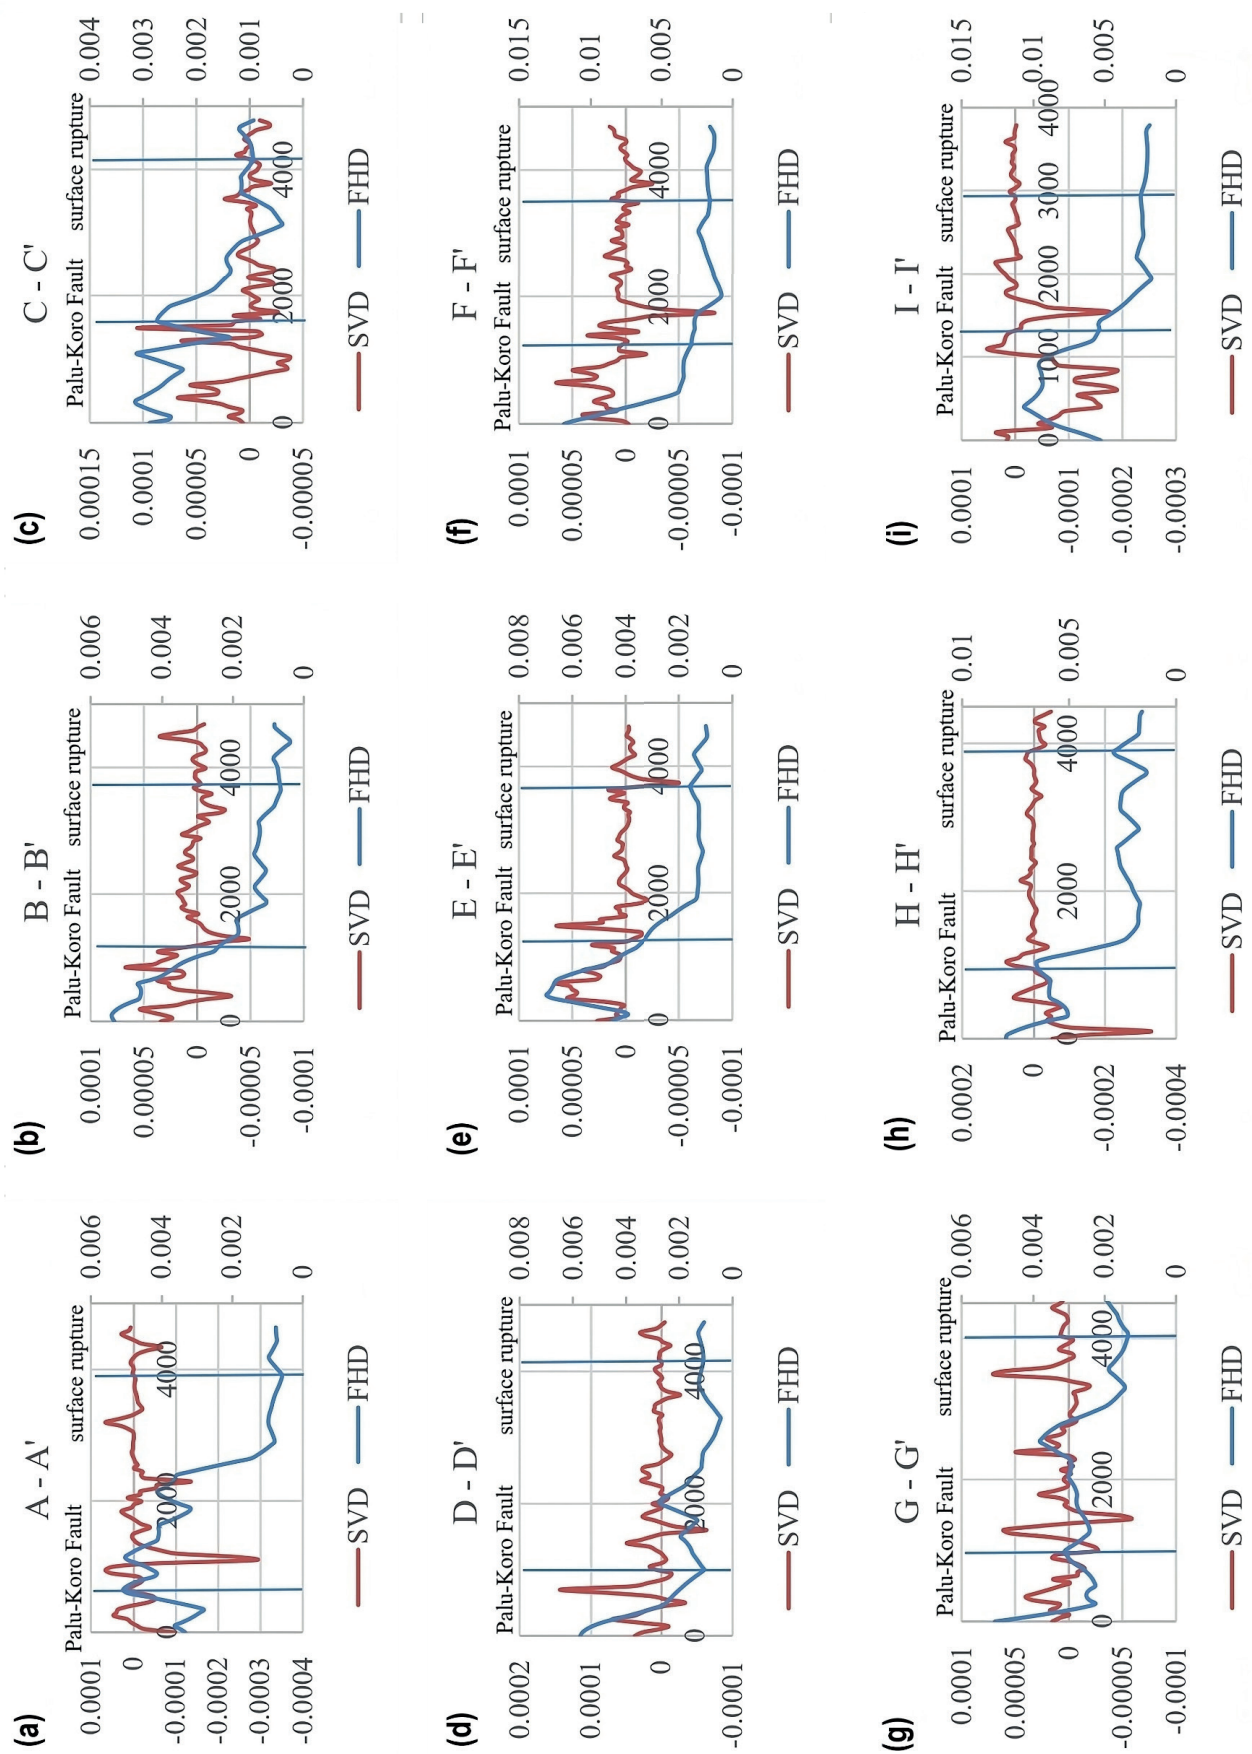 (a)
A - A'
Palu-Koro Fault
surface rupture
0.0001
0
-0.0001
-0.0002
-0.0003
-0.0004
0
2000
4000
0.006
0.004
0.002
0
SVD
FHD
(b)
B - B'
Palu-Koro Fault
surface rupture
0.0001
0.00005
0
-0.00005
-0.0001
0
2000
4000
0.006
0.004
0.002
0
SVD
FHD
(c)
C - C'
Palu-Koro Fault
surface rupture
0.00015
0.0001
0.00005
0
-0.00005
0
2000
4000
0.004
0.003
0.002
0.001
0
SVD
FHD
(d)
D - D'
Palu-Koro Fault
surface rupture
0.0002
0.0001
0
-0.0001
0
2000
4000
0.008
0.006
0.004
0.002
0
SVD
FHD
(e)
E - E'
Palu-Koro Fault
surface rupture
0.0001
0.00005
0
-0.00005
-0.0001
0
2000
4000
0.008
0.006
0.004
0.002
0
SVD
FHD
(f)
F - F'
Palu-Koro Fault
surface rupture
0.0001
0.00005
0
-0.00005
-0.0001
0
2000
4000
0.015
0.01
0.005
0
SVD
FHD
(g)
G - G'
Palu-Koro Fault
surface rupture
0.0001
0.00005
0
-0.00005
-0.0001
0
2000
4000
0.006
0.004
0.002
0
SVD
FHD
(h)
H - H'
Palu-Koro Fault
surface rupture
0.0002
0
-0.0002
-0.0004
0
2000
4000
0.01
0.005
0
SVD
FHD
(i)
I - I'
Palu-Koro Fault
surface rupture
0.0001
0
-0.0001
-0.0002
-0.0003
0
1000
2000
3000
4000
0.015
0.01
0.005
0
SVD
FHD